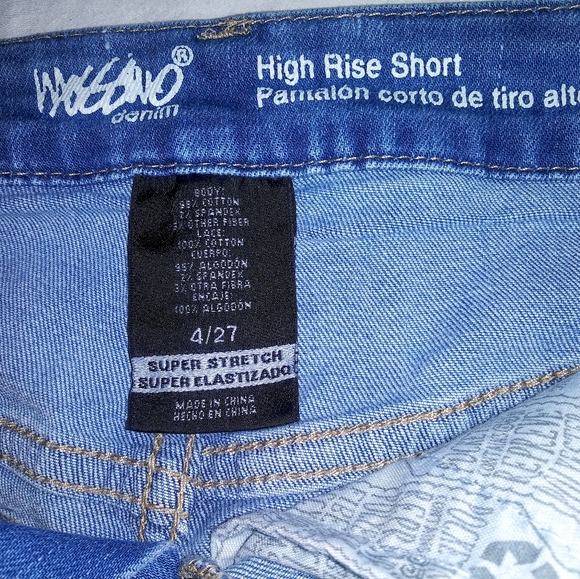 MOSSIMO®
denim
High Rise Short
Pantalón corto de tiro alto
BODY:
95% COTTON
2% SPANDEX
3% OTHER FIBER
LACE:
100% COTTON
CUERPO:
95% ALGODÓN
2% SPANDEX
3% OTRA FIBRA
ENCAJE:
100% ALGODÓN
4/27
SUPER STRETCH
SUPER ELASTIZADO
MADE IN CHINA
HECHO EN CHINA